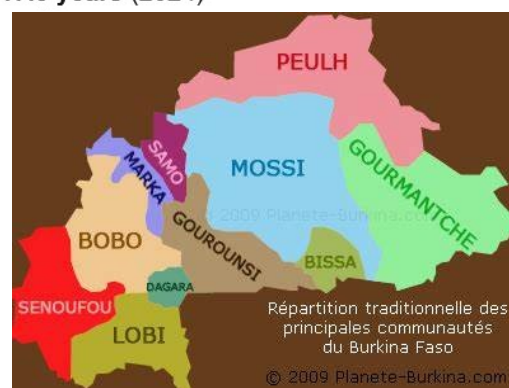 PEULH
SAMO
MARKA
MOSSI
GOURMANTCHE
© 2009 Planete-Burkina.com
BOBO
GOUROUNSI
BISSA
DAGARA
SENOUFOU
LOBI
Répartition traditionnelle des
principales communautés
du Burkina Faso
© 2009 Planete-Burkina.com